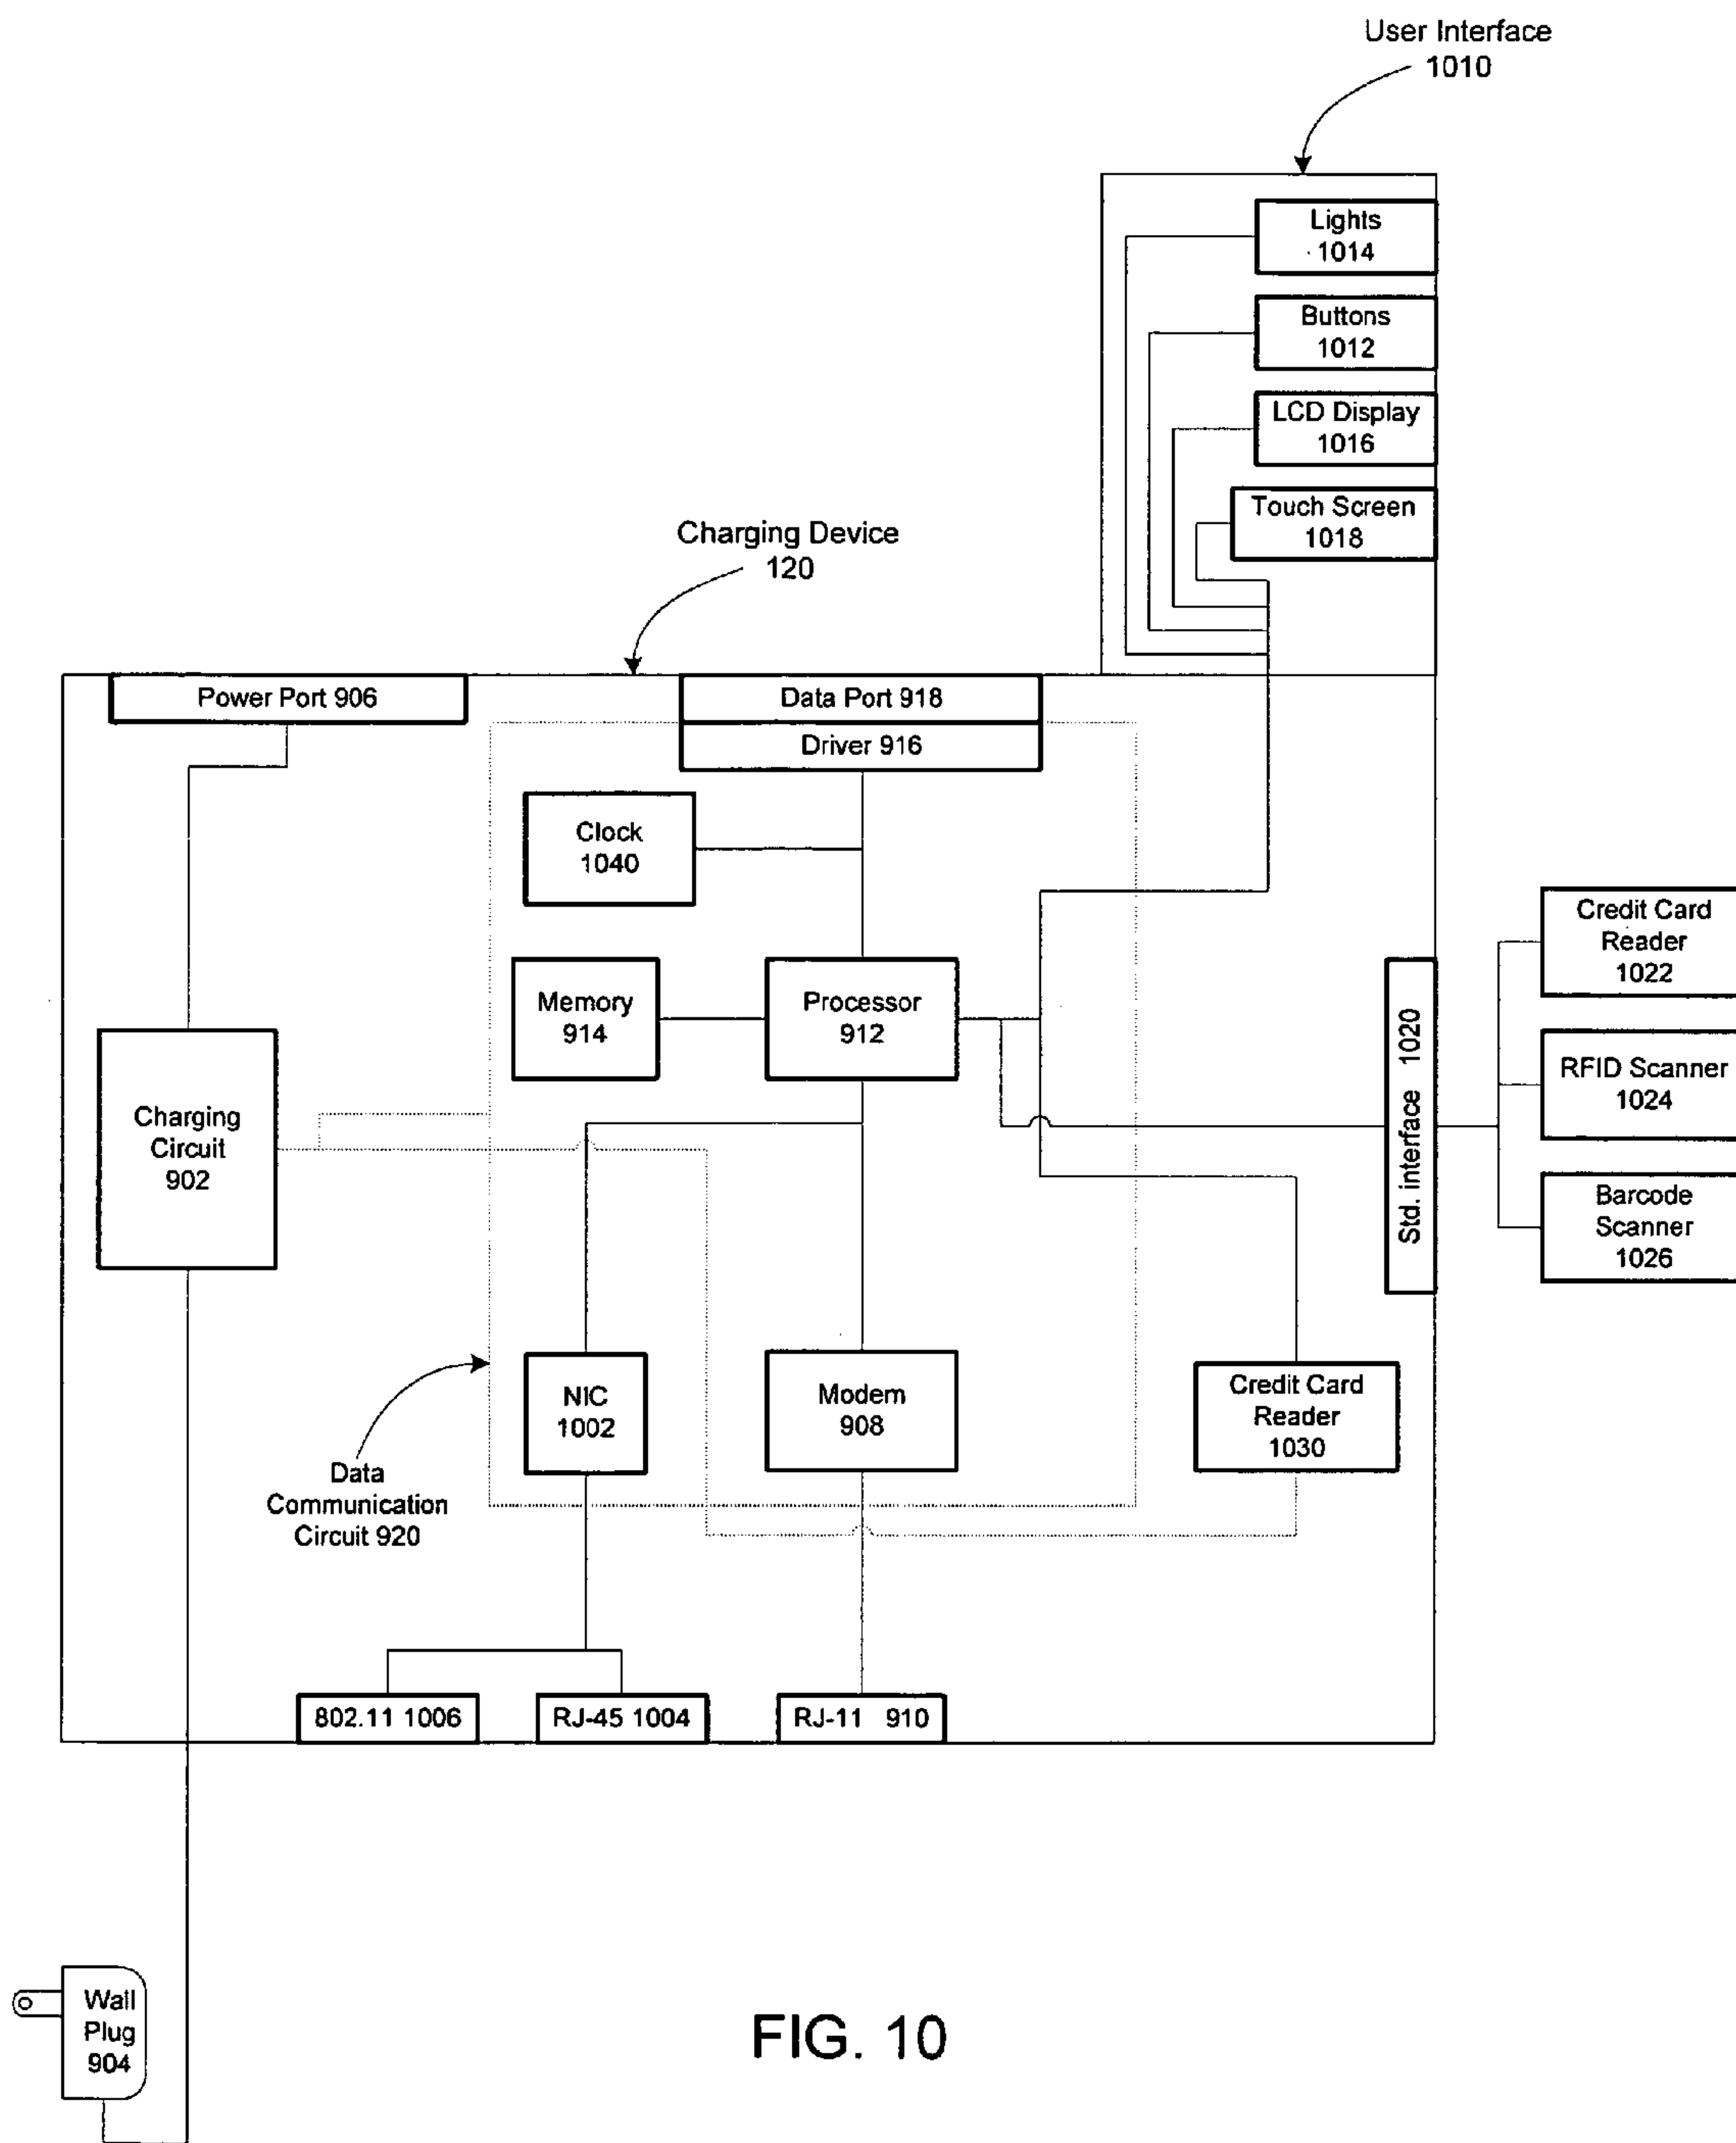 User Interface
1010
Lights
1014
Buttons
1012
LCD Display
1016
Touch Screen
1018
Charging Device
120
Power Port 906
Data Port 918
Driver 916
Clock
1040
Memory
914
Processor
912
Credit Card
Reader
1022
RFID Scanner
1024
Barcode
Scanner
1026
Std. interface 1020
Charging
Circuit
902
NIC
1002
Modem
908
Credit Card
Reader
1030
Data
Communication
Circuit 920
802.11 1006
RJ-45 1004
RJ-11 910
Wall
Plug
904
FIG. 10